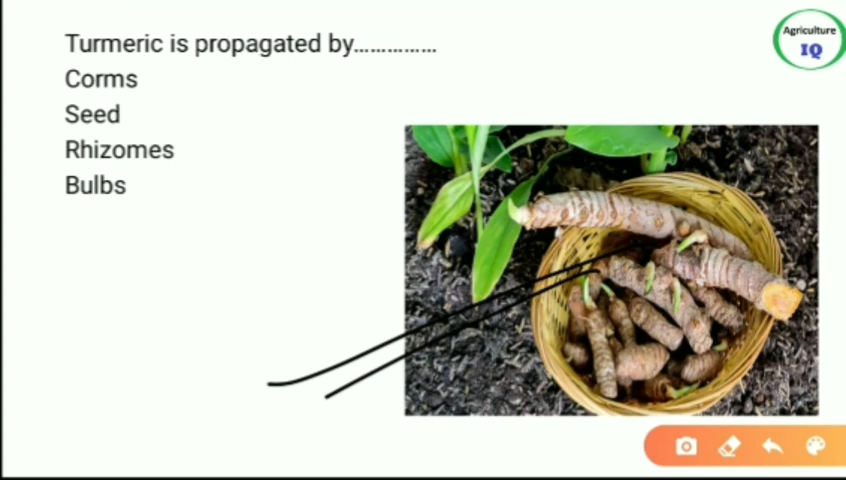 Turmeric is propagated by...............
Corms
Seed
Rhizomes
Bulbs
Agriculture
IQ